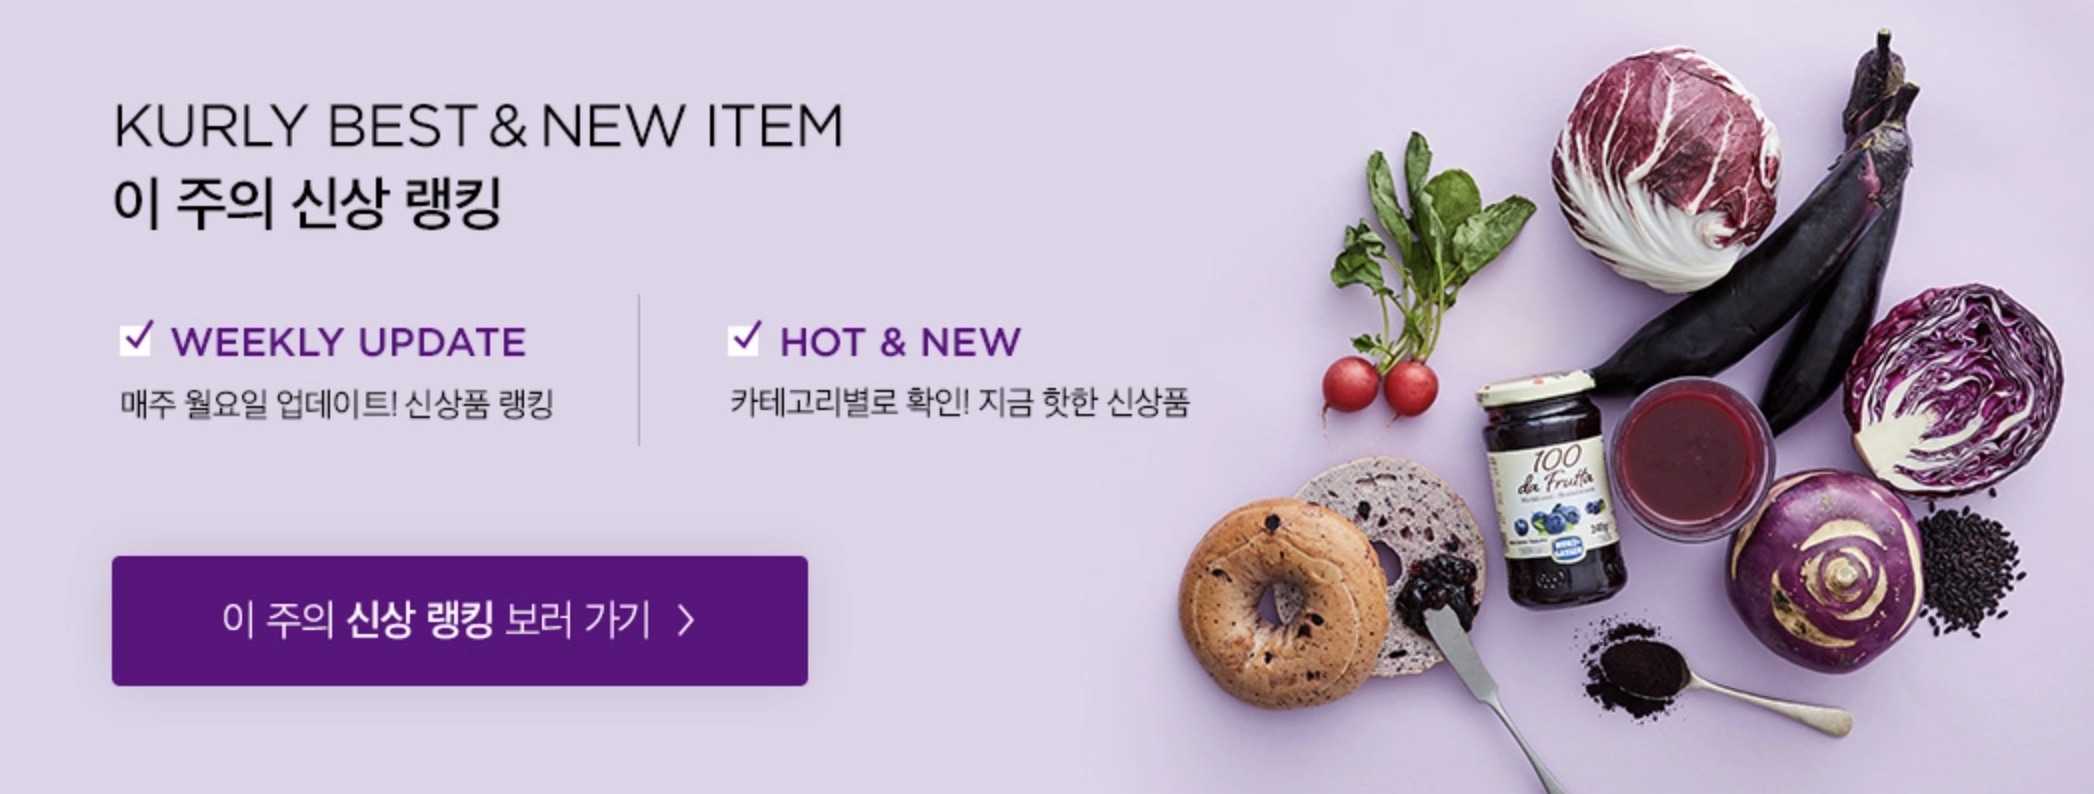 KURLY BEST & NEW ITEM
이 주의 신상 랭킹
WEEKLY UPDATE
매주 월요일 업데이트! 신상품 랭킹
HOT & NEW
카테고리별로 확인! 지금 핫한 신상품
이 주의 신상 랭킹 보러 가기 >
100
da Frutta